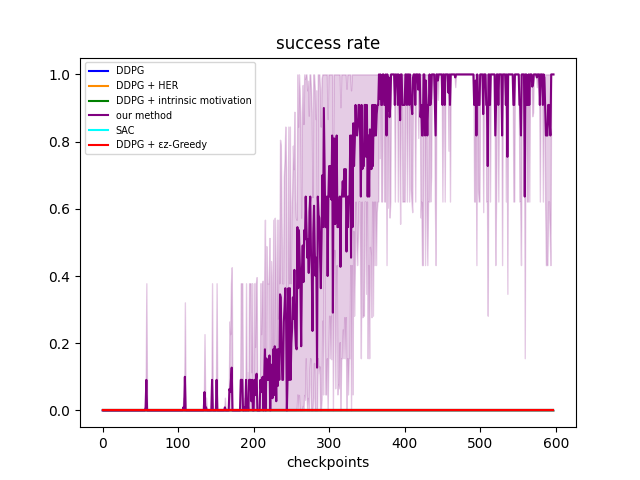 success rate
1.0
0.8
0.6
0.4
0.2
0.0
DDPG
DDPG + HER
DDPG + intrinsic motivation
our method
SAC
DDPG + εz-Greedy
0 100 200 300 400 500 600
checkpoints